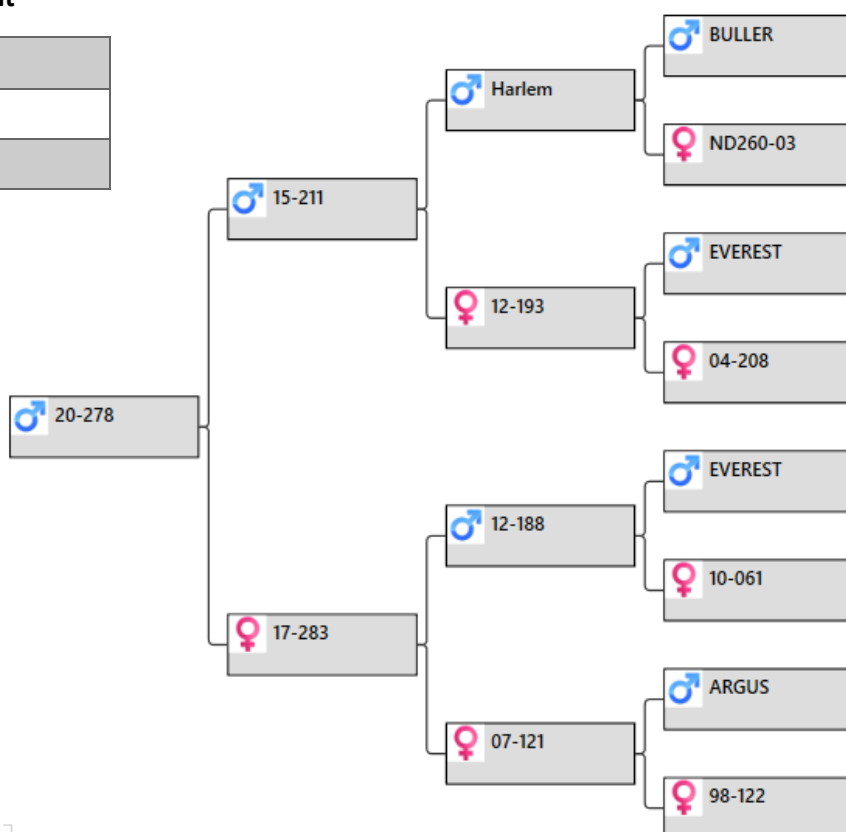 BULLER
Harlem
ND260-03
15-211
EVEREST
12-193
04-208
20-278
EVEREST
12-188
10-061
17-283
ARGUS
07-121
98-122